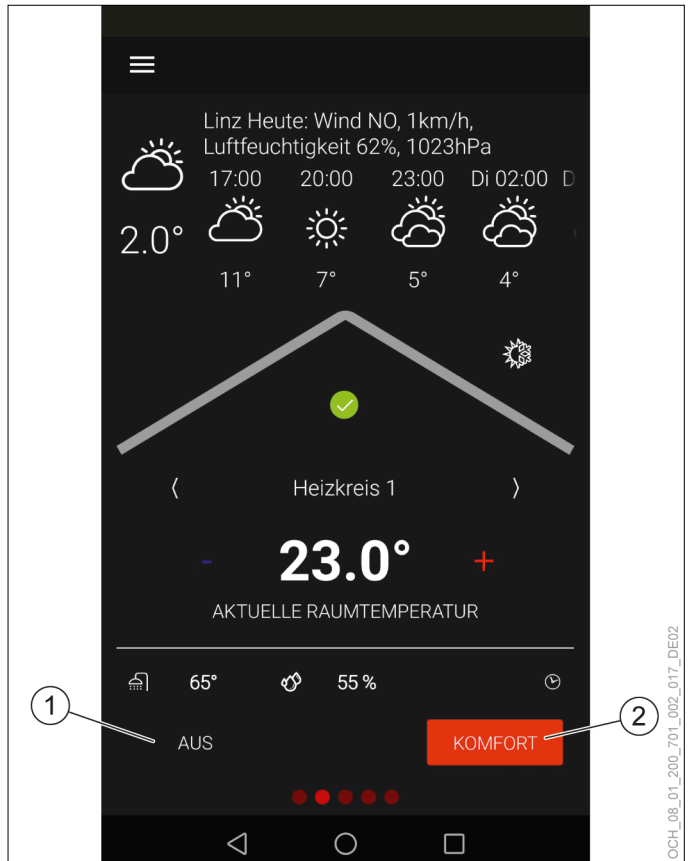 Linz Heute: Wind NO, 1km/h,
Luftfeuchtigkeit 62%, 1023hPa
17:00 20:00 23:00 Di 02:00 D
2.0°
11° 7° 5° 4°
Heizkreis 1
- 23.0° +
AKTUELLE RAUMTEMPERATUR
65° 55 %
1
2
AUS KOMFORT
OCH_08_01_200_701_002_017_DE02